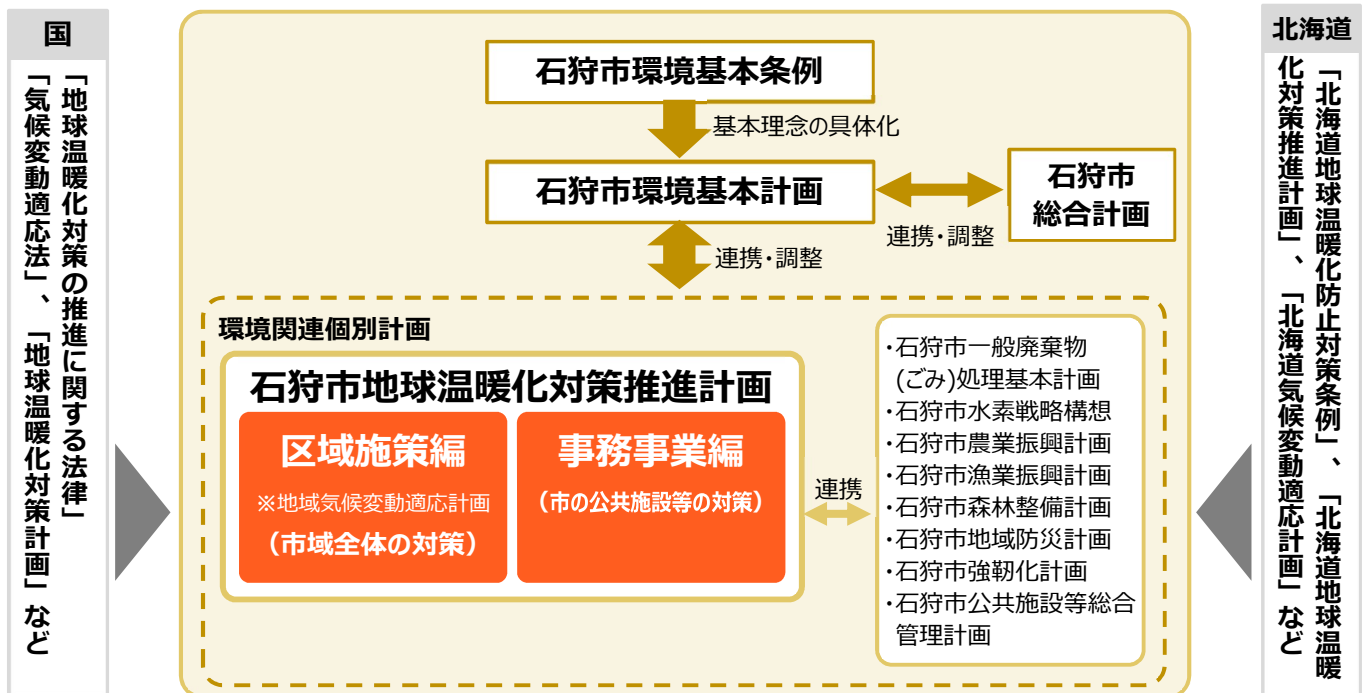 国
「地球温暖化対策の推進に関する法律」
「気候変動適応法」、「地球温暖化対策計画」など
石狩市環境基本条例
基本理念の具体化
石狩市環境基本計画
石狩市
総合計画
連携・調整
連携・調整
環境関連個別計画
石狩市地球温暖化対策推進計画
区域施策編
※地域気候変動適応計画
（市域全体の対策）
事務事業編
（市の公共施設等の対策）
連携
・石狩市一般廃棄物
(ごみ)処理基本計画
・石狩市水素戦略構想
・石狩市農業振興計画
・石狩市漁業振興計画
・石狩市森林整備計画
・石狩市地域防災計画
・石狩市強靭化計画
・石狩市公共施設等総合
管理計画
北海道
「北海道地球温暖化防止対策条例」、「北海道地球温暖
化対策推進計画」、「北海道気候変動適応計画」など